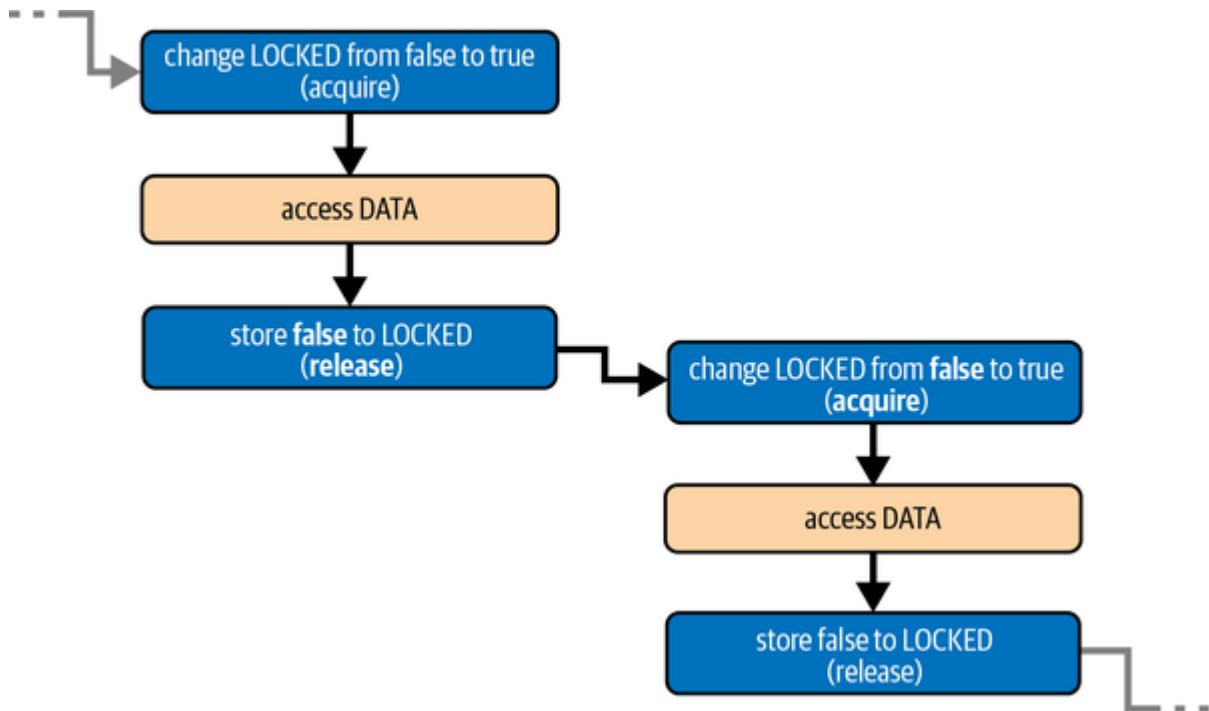 change LOCKED from false to true
(acquire)
access DATA
store false to LOCKED
(release)
change LOCKED from false to true
(acquire)
access DATA
store false to LOCKED
(release)